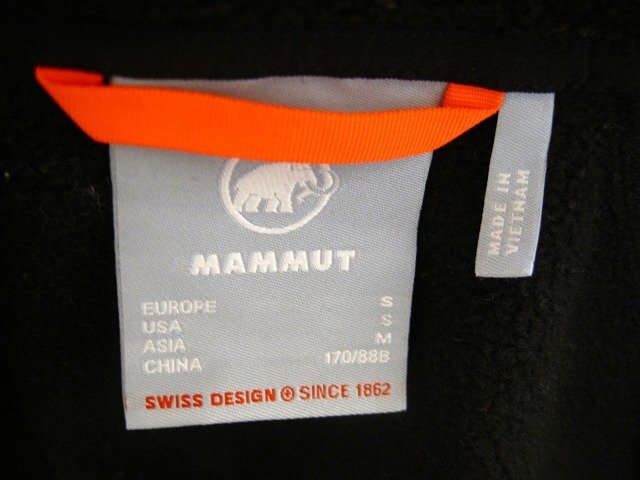 MAMMUT
EUROPE S
USA S
ASIA M
CHINA 170/88B
SWISS DESIGN SINCE 1862
MADE IN
VIETNAM